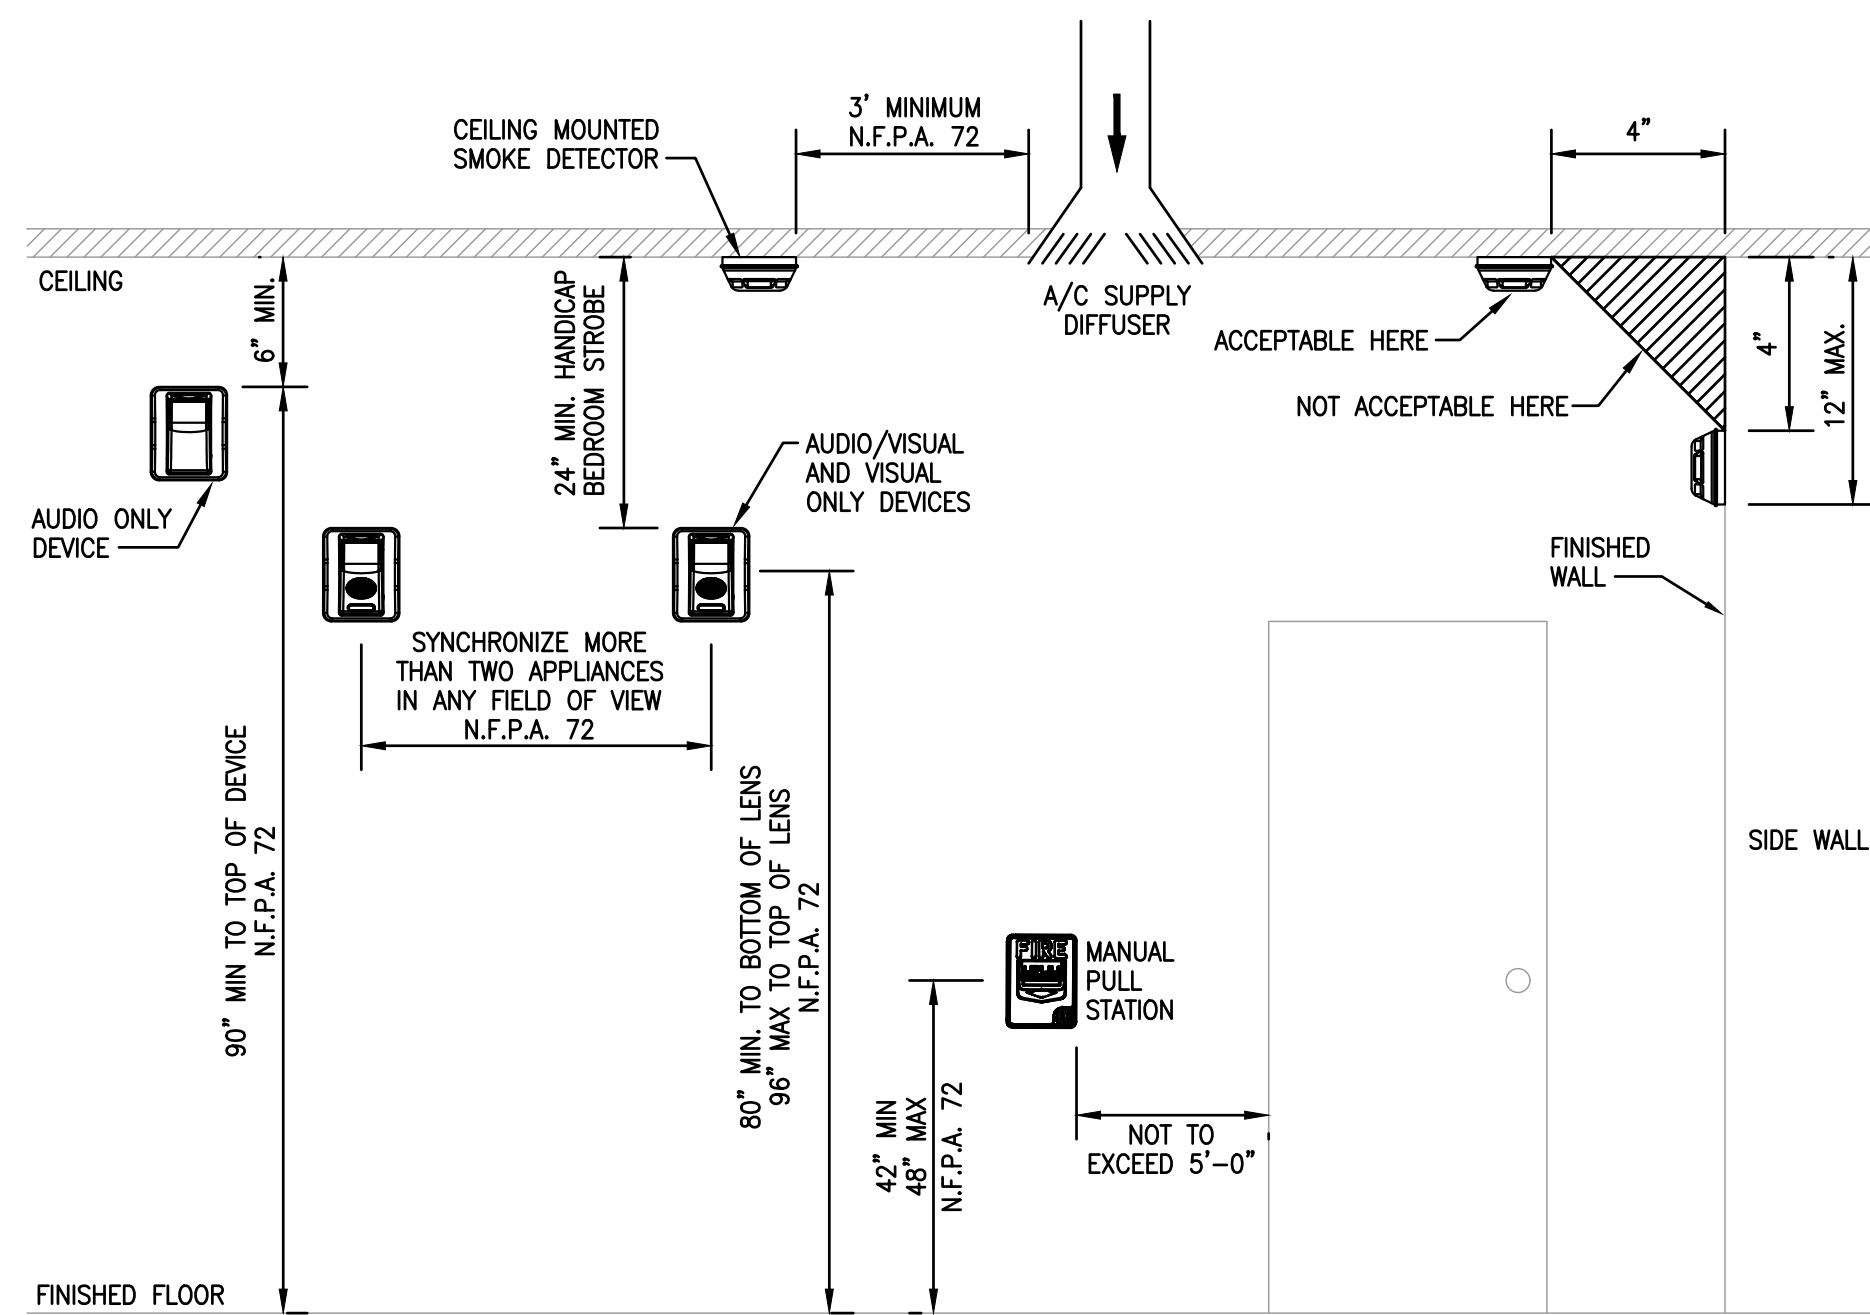 3' MINIMUM
N.F.P.A. 72
CEILING MOUNTED
SMOKE DETECTOR
4"
CEILING
6" MIN.
24" MIN. HANDICAP
BEDROOM STROBE
A/C SUPPLY
DIFFUSER
ACCEPTABLE HERE
NOT ACCEPTABLE HERE
4"
12" MAX.
AUDIO/VISUAL
AND VISUAL
ONLY DEVICES
AUDIO ONLY
DEVICE
FINISHED
WALL
SYNCHRONIZE MORE
THAN TWO APPLIANCES
IN ANY FIELD OF VIEW
N.F.P.A. 72
90" MIN TO TOP OF DEVICE
N.F.P.A. 72
80" MIN. TO BOTTOM OF LENS
96" MAX TO TOP OF LENS
N.F.P.A. 72
SIDE WALL
FIRE
MANUAL
PULL
STATION
42" MIN
48" MAX
N.F.P.A. 72
NOT TO
EXCEED 5'-0"
FINISHED FLOOR